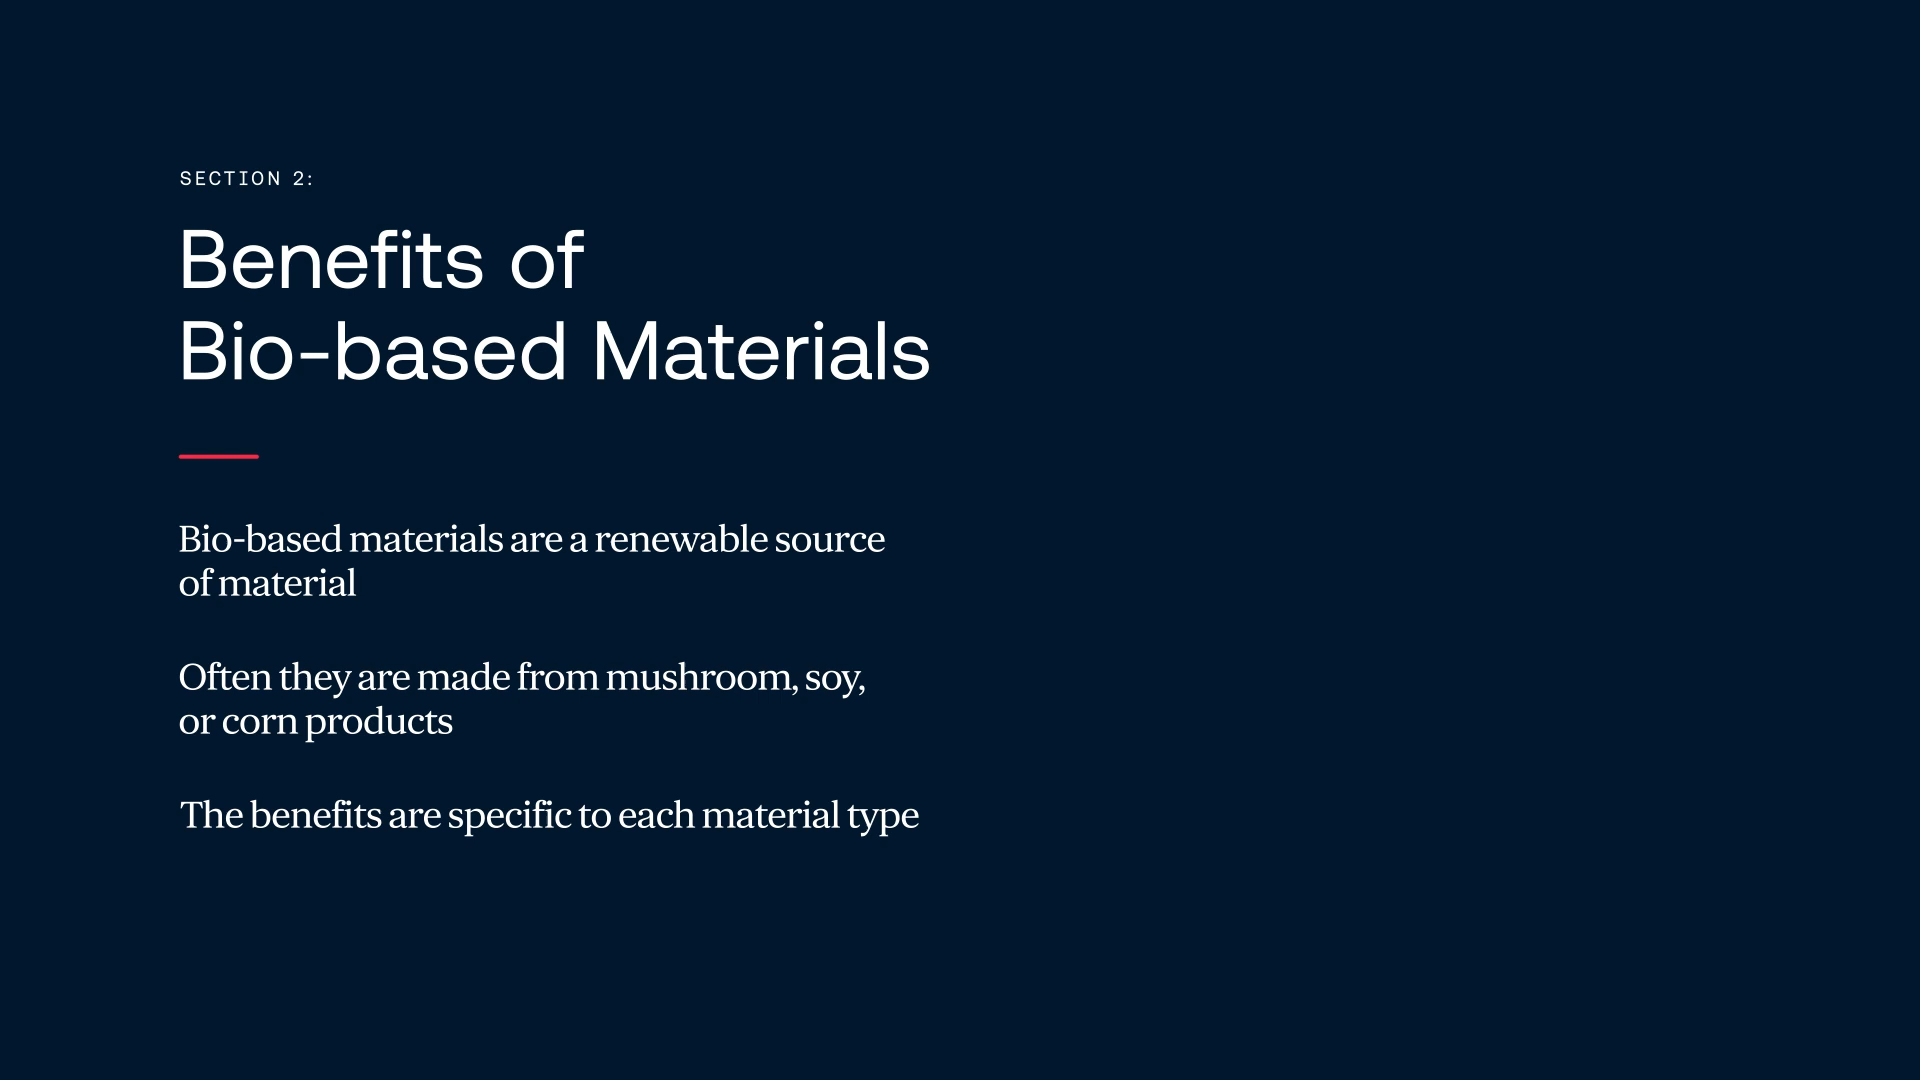 SECTION 2:
Benefits of
Bio-based Materials
Bio-based materials are a renewable source
of material
Often they are made from mushroom, soy,
or corn products
The benefits are specific to each material type